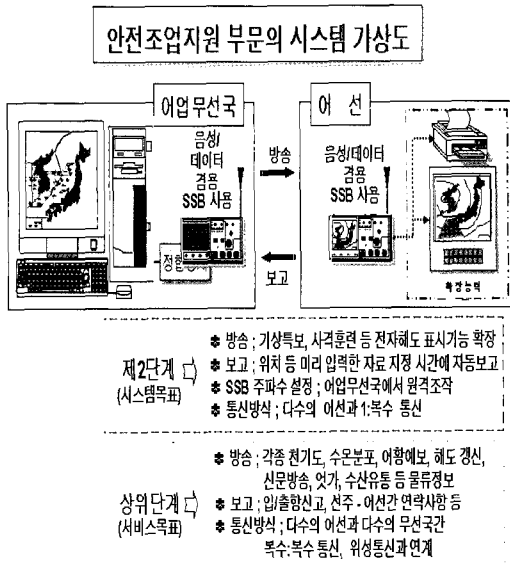 안전조업지원 부문의 시스템 가상도
어업무선국
어 선
음성/
데이터
겸용
SSB 사용
방송
보고
음성/데이터
겸용
SSB 사용
확장능력
제2단계
(시스템목표)
* 방송 ; 기상특보, 사격훈련 등 전자해도 표시기능 확장
* 보고 ; 위치 등 미리 입력한 자료 지정 시간에 자동보고
* SSB 주파수 설정 ; 어업무선국에서 원격조작
* 통신방식 ; 다수의 어선과 1:복수 통신
상위단계
(서비스목표)
* 방송 ; 각종 천기도, 수온분포, 어황예보, 해도 갱신,
신문방송, 엇가, 수산유통 등 물류정보
* 보고 ; 입/출항신고, 선주 - 어선간 연락사항 등
* 통신방식 ; 다수의 어선과 다수의 무선국간
복수:복수 통신, 위성통신과 연계